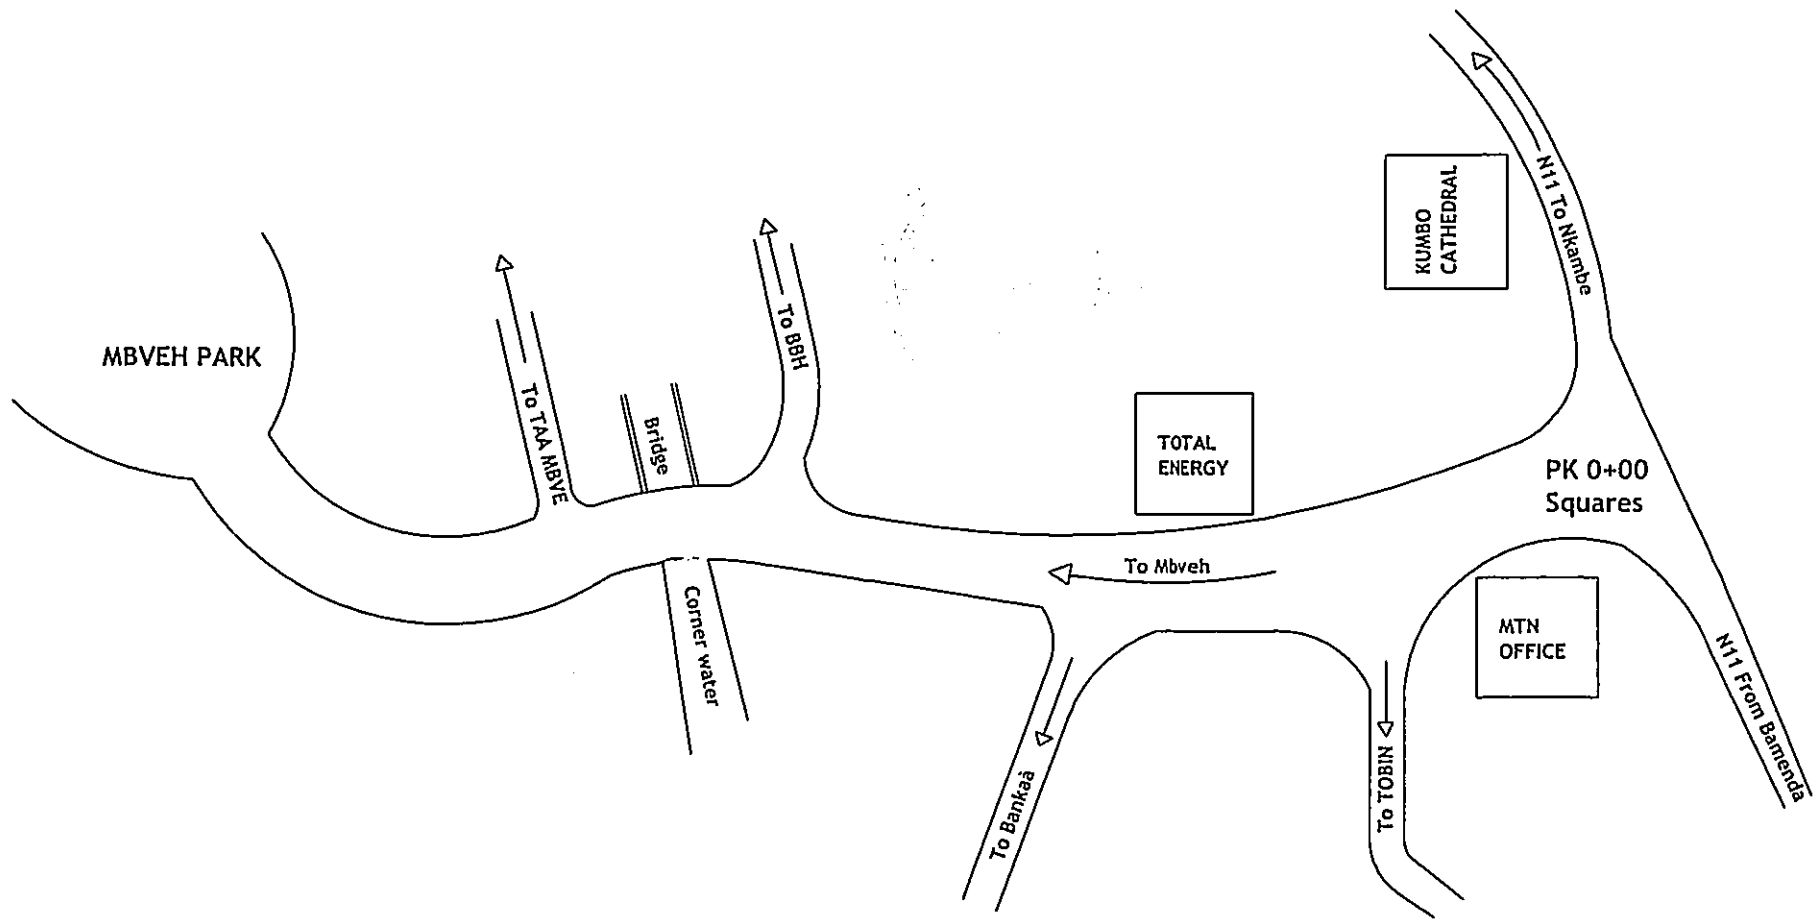 N11 To Nkambe
KUMBO
CATHEDRAL
To BBH
MBVEH PARK
To TAA MBVE
Bridge
TOTAL
ENERGY
PK 0+00
Squares
To Mbveh
Corner water
MTN
OFFICE
N11 From Bamenda
To Bankaà
To TOBIN